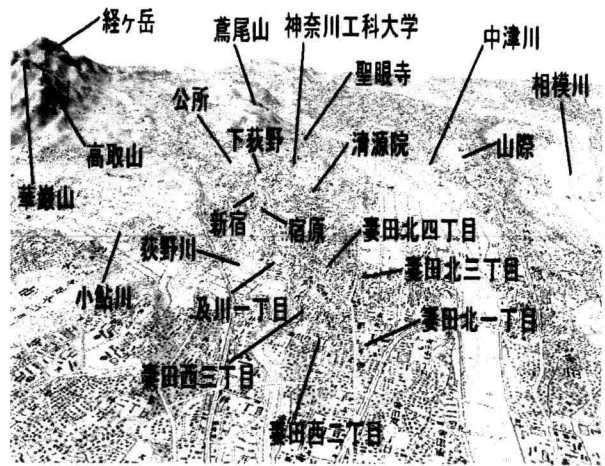 経ヶ岳
鳶尾山
神奈川工科大学
中津川
聖眼寺
相模川
公所
下荻野
清源院
山際
高取山
華厳山
新宿
宿原
妻田北四丁目
荻野川
妻田北三丁目
小鮎川
及川一丁目
妻田北一丁目
妻田西三丁目
妻田西二丁目